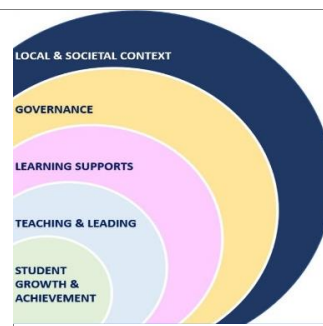 LOCAL & SOCIETAL CONTEXT
GOVERNANCE
LEARNING SUPPORTS
TEACHING & LEADING
STUDENT
GROWTH &
ACHIEVEMENT